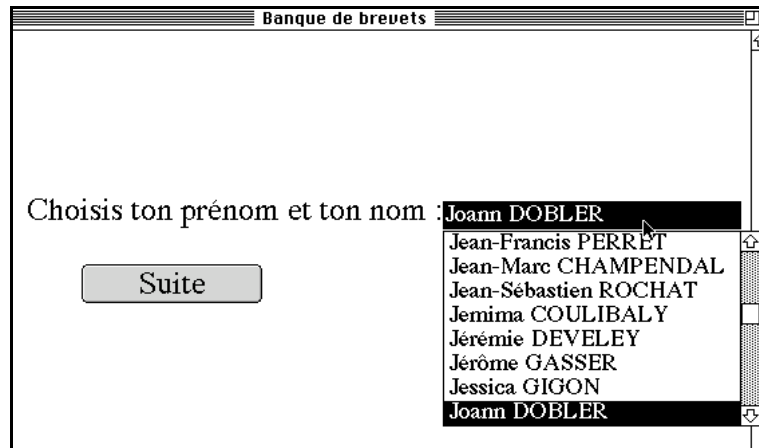 Banque de brevets
Choisis ton prénom et ton nom : Joann DOBLER
Jean-Francis PERRET
Jean-Marc CHAMPENDAL
Jean-Sébastien ROCHAT
Suite
Jemima COULIBALY
Jérémie DEVELEY
Jérôme GASSER
Jessica GIGON
Joann DOBLER